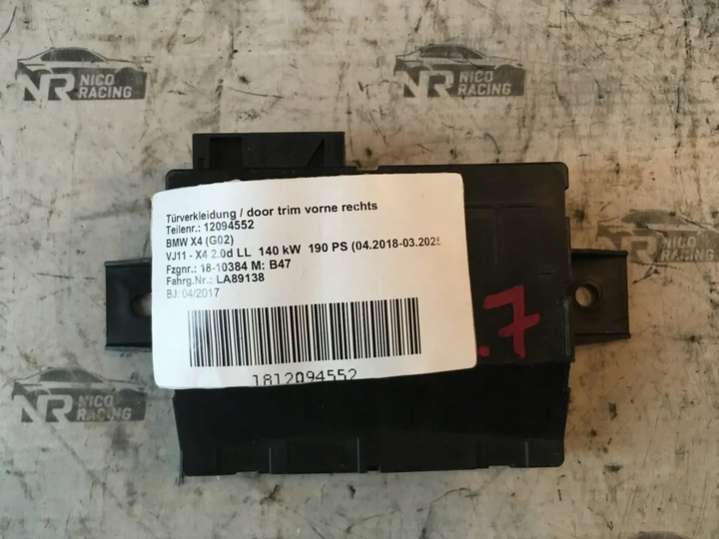 NR NICO RACING
NR NICO RACING
Türverkleidung / door trim vorne rechts
Teilenr.: 12094552
BMW X4 (G02)
VJ11 - X4 2.0d LL 140 kW 190 PS (04.2018-03.202
Fzgnr.: 18-10384 M: B47
Fahrg.Nr.: LA89138
BJ: 04/2017
1812094552
.7
NR NICO RACING
NR NICO RACING